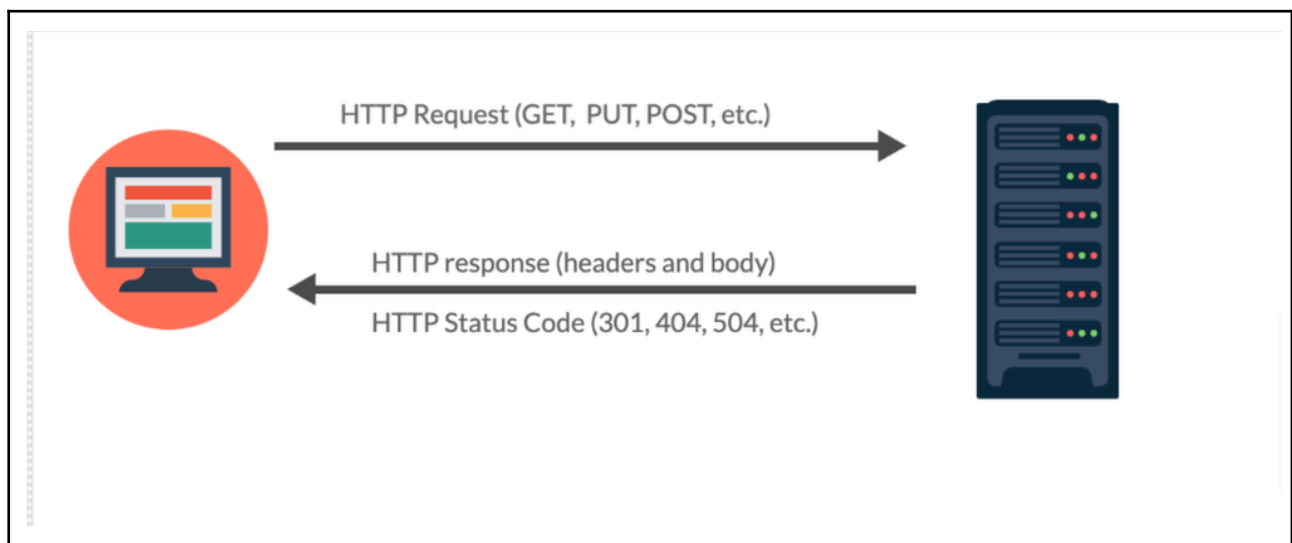 HTTP Request (GET, PUT, POST, etc.)
HTTP response (headers and body)
HTTP Status Code (301, 404, 504, etc.)